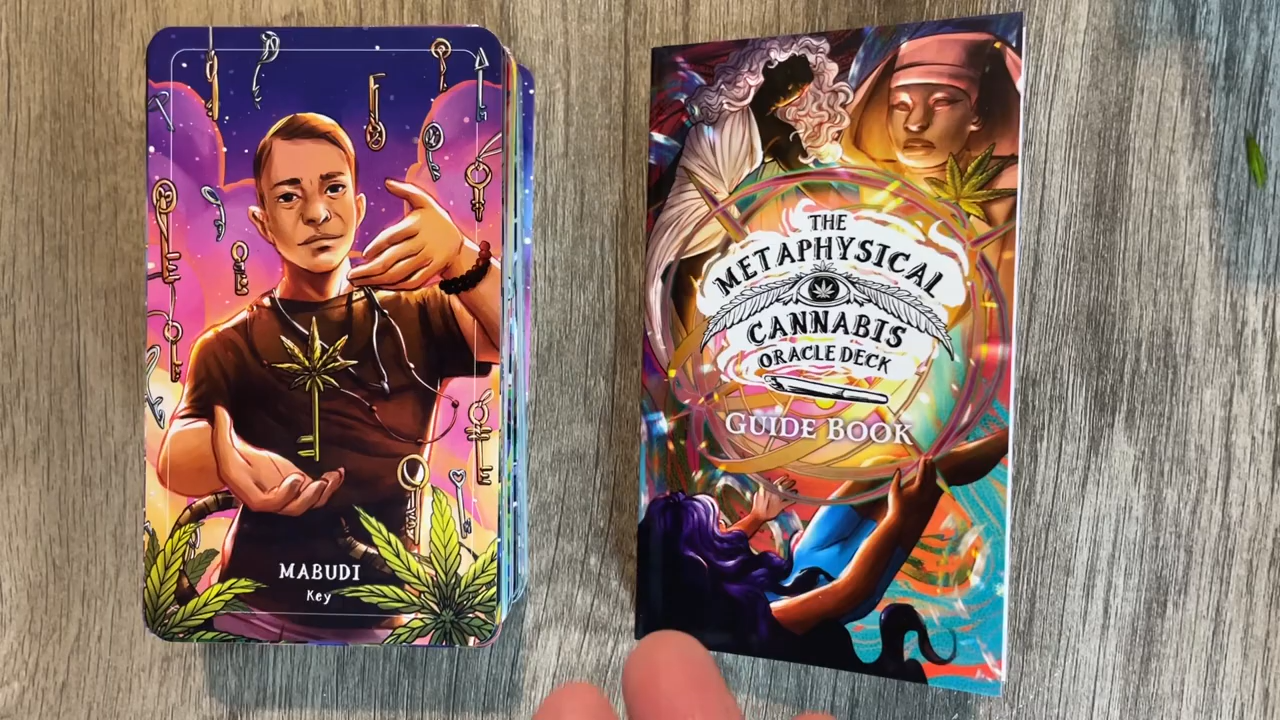 MABUDI
Key
THE
METAPHYSICAL
CANNABIS
ORACLE DECK
GUIDE BOOK